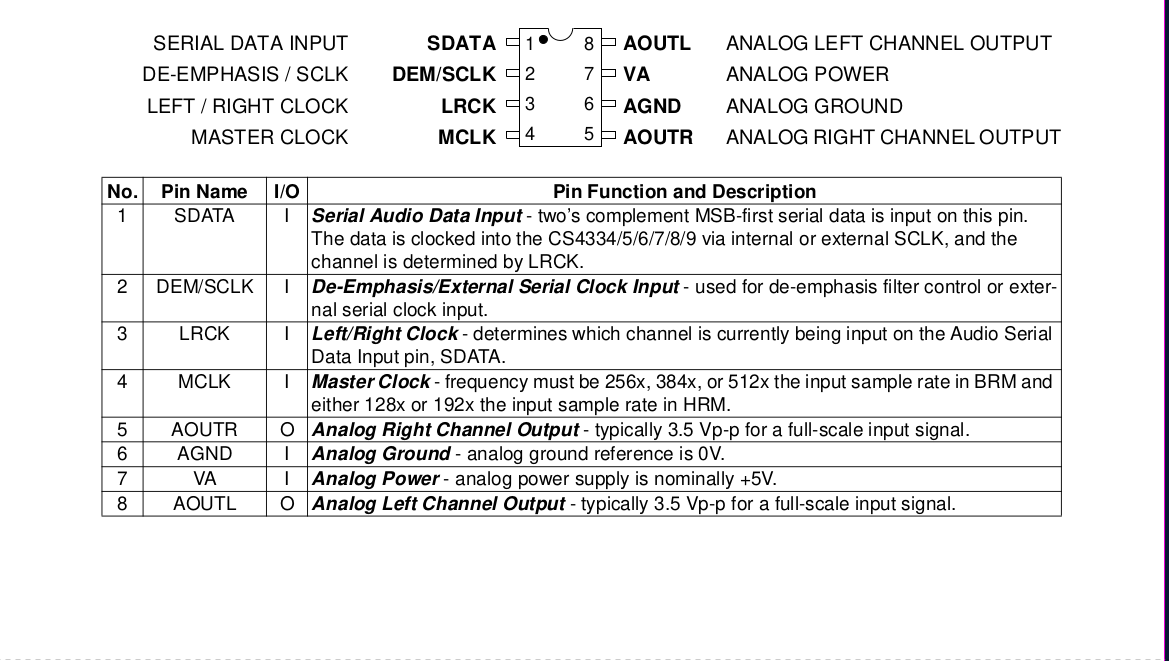 SERIAL DATA INPUT SDATA 1 8 AOUTL ANALOG LEFT CHANNEL OUTPUT
DE-EMPHASIS / SCLK DEM/SCLK 2 7 VA ANALOG POWER
LEFT / RIGHT CLOCK LRCK 3 6 AGND ANALOG GROUND
MASTER CLOCK MCLK 4 5 AOUTR ANALOG RIGHT CHANNEL OUTPUT
No. Pin Name I/O Pin Function and Description
1 SDATA I Serial Audio Data Input - two's complement MSB-first serial data is input on this pin.
The data is clocked into the CS4334/5/6/7/8/9 via internal or external SCLK, and the
channel is determined by LRCK.
2 DEM/SCLK I De-Emphasis/External Serial Clock Input - used for de-emphasis filter control or exter-
nal serial clock input.
3 LRCK I Left/Right Clock - determines which channel is currently being input on the Audio Serial
Data Input pin, SDATA.
4 MCLK I Master Clock - frequency must be 256x, 384x, or 512x the input sample rate in BRM and
either 128x or 192x the input sample rate in HRM.
5 AOUTR O Analog Right Channel Output - typically 3.5 Vp-p for a full-scale input signal.
6 AGND I Analog Ground - analog ground reference is 0V.
7 VA I Analog Power - analog power supply is nominally +5V.
8 AOUTL O Analog Left Channel Output - typically 3.5 Vp-p for a full-scale input signal.